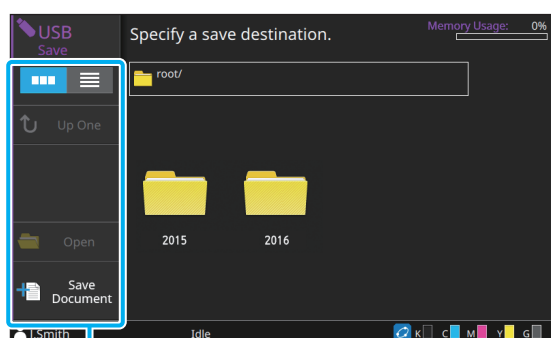 USB
Save
Specify a save destination.
Memory Usage: 0%
root/
Up One
Open
Save
Document
2015
2016
J.Smith
Idle
K C M Y G